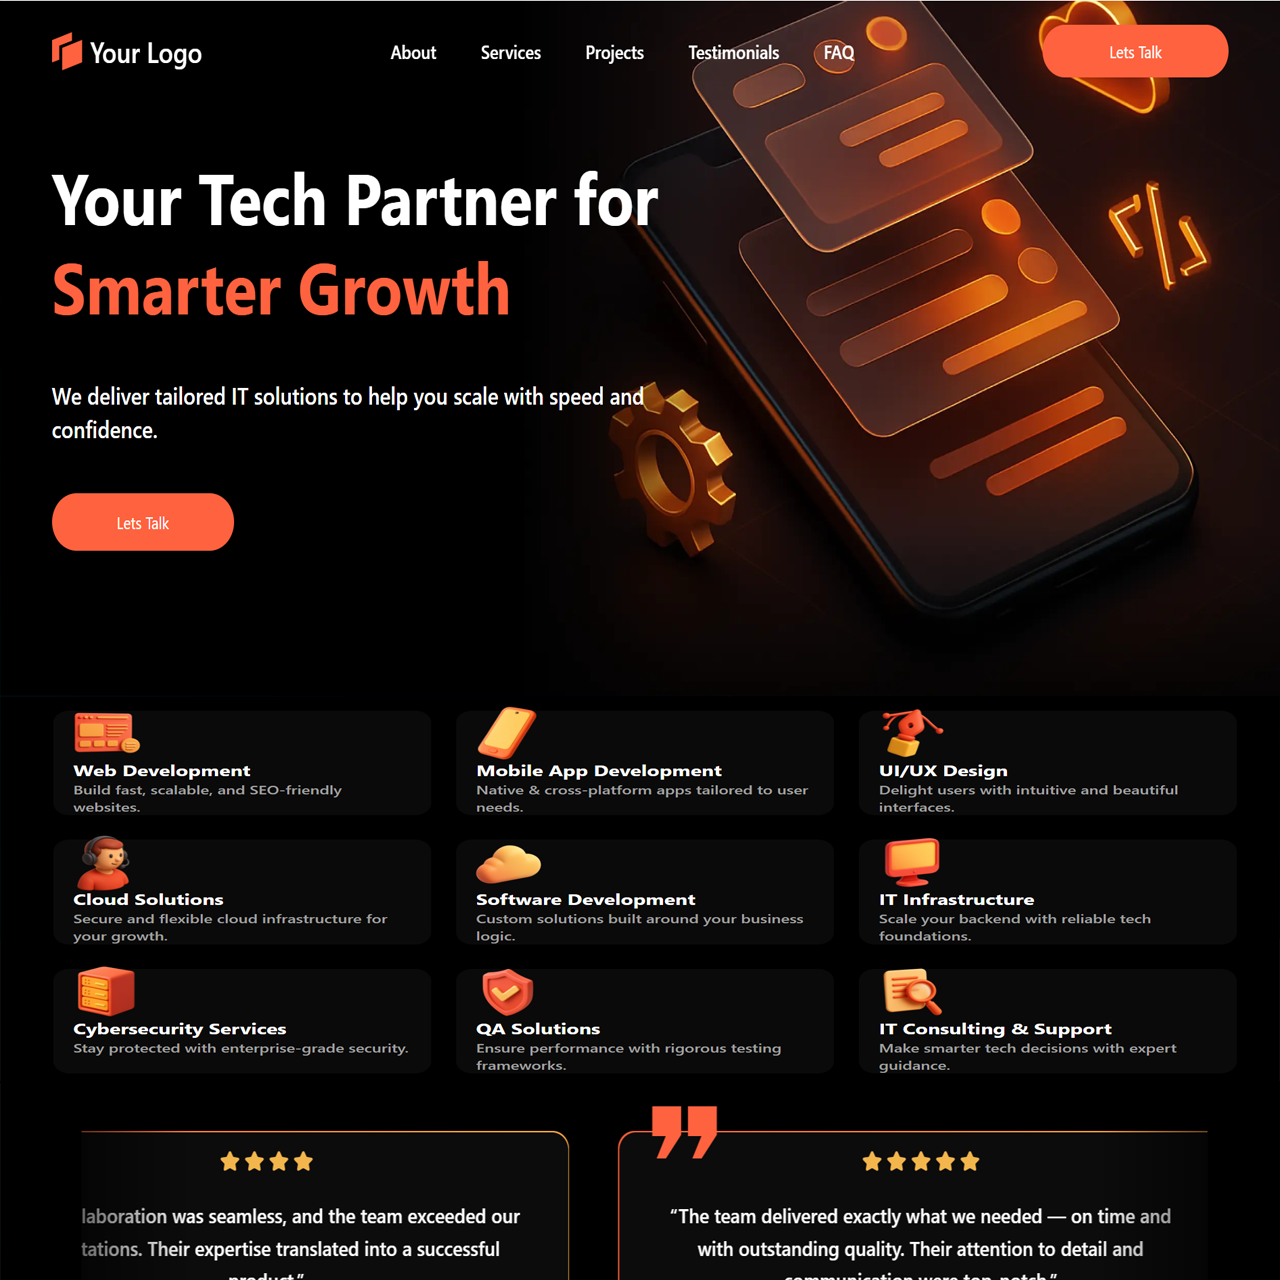 Your Logo
About
Services
Projects
Testimonials
FAQ
Lets Talk
Your Tech Partner for
Smarter Growth
We deliver tailored IT solutions to help you scale with speed and
confidence.
Lets Talk
Web Development
Build fast, scalable, and SEO-friendly
websites.
Mobile App Development
Native & cross-platform apps tailored to user
needs.
UI/UX Design
Delight users with intuitive and beautiful
interfaces.
Cloud Solutions
Secure and flexible cloud infrastructure for
your growth.
Software Development
Custom solutions built around your business
logic.
IT Infrastructure
Scale your backend with reliable tech
foundations.
Cybersecurity Services
Stay protected with enterprise-grade security.
QA Solutions
Ensure performance with rigorous testing
frameworks.
IT Consulting & Support
Make smarter tech decisions with expert
guidance.
laboration was seamless, and the team exceeded our
tations. Their expertise translated into a successful
product.”
“The team delivered exactly what we needed — on time and
with outstanding quality. Their attention to detail and
communication were top-notch.”